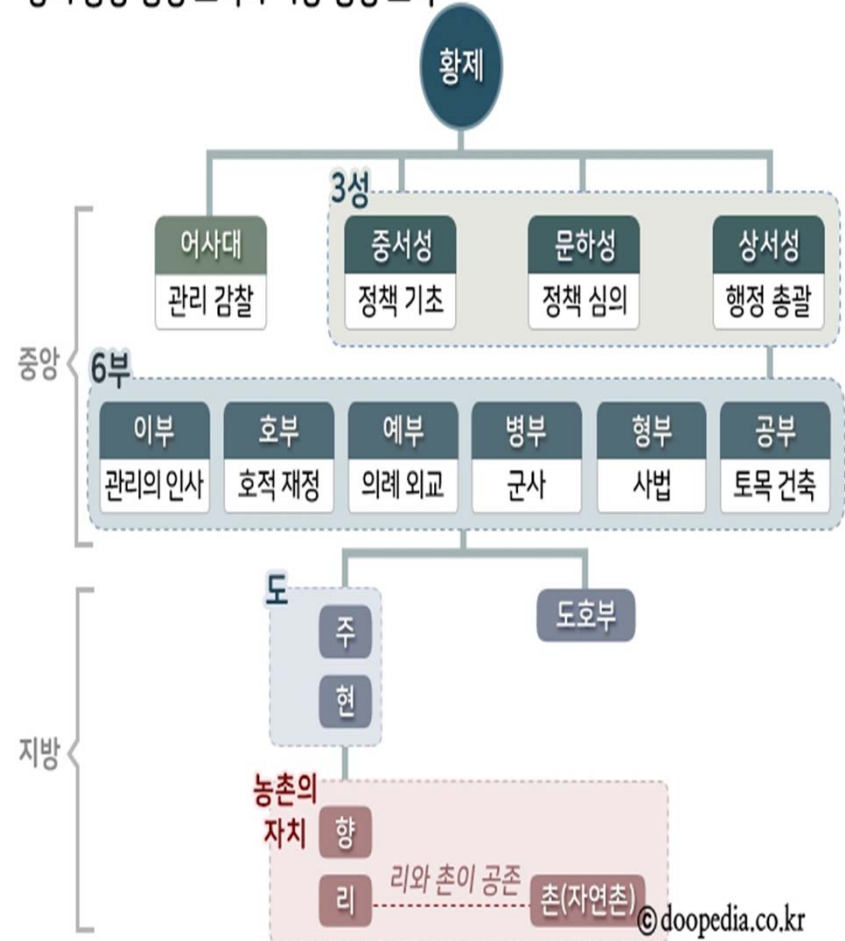 황제
3성
어사대
중서성
문하성
상서성
관리 감찰
정책 기초
정책 심의
행정 총괄
중앙
6부
이부
호부
예부
병부
형부
공부
관리의 인사
호적 재정
의례 외교
군사
사법
토목 건축
도
도호부
주
현
지방
농촌의
자치
향
리와 촌이 공존
리
촌(자연촌)
©doopedia.co.kr